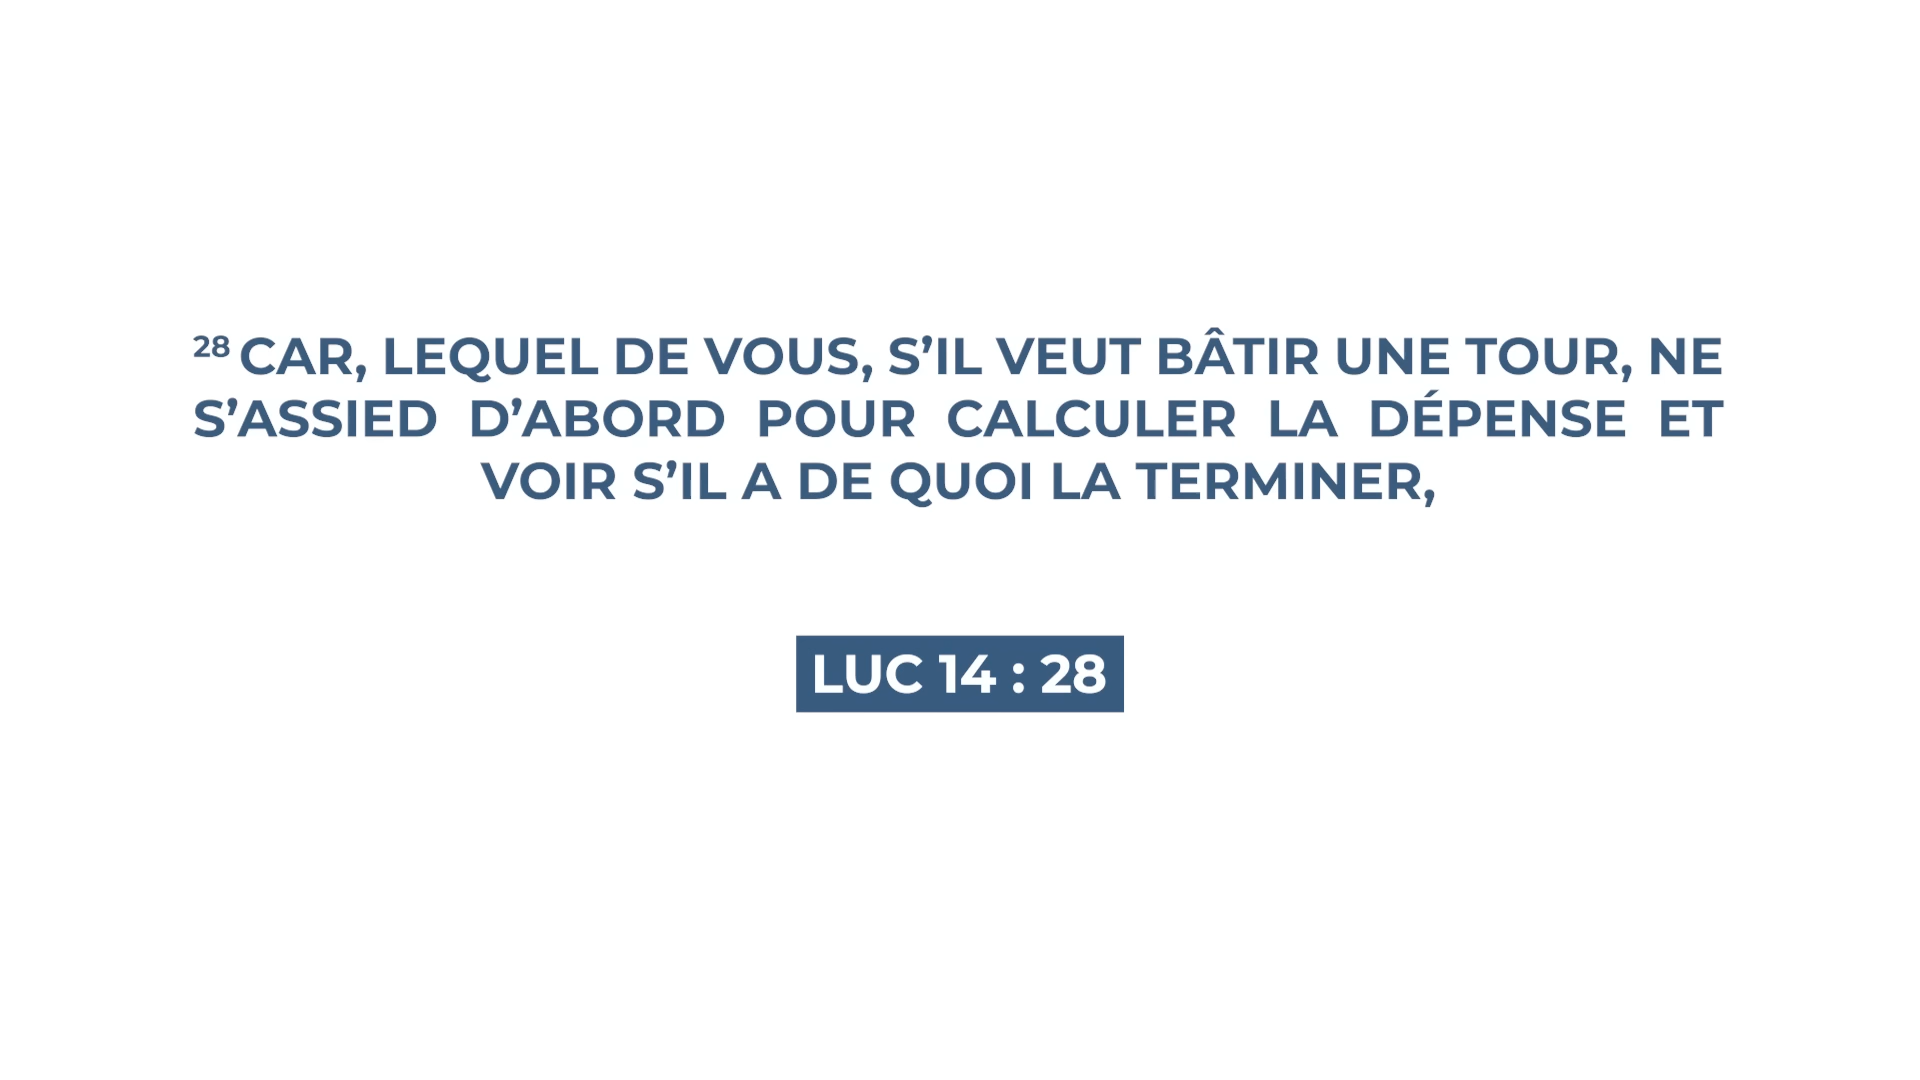 28 CAR, LEQUEL DE VOUS, S’IL VEUT BÂTIR UNE TOUR, NE
S’ASSIED D’ABORD POUR CALCULER LA DÉPENSE ET
VOIR S’IL A DE QUOI LA TERMINER,
LUC 14 : 28